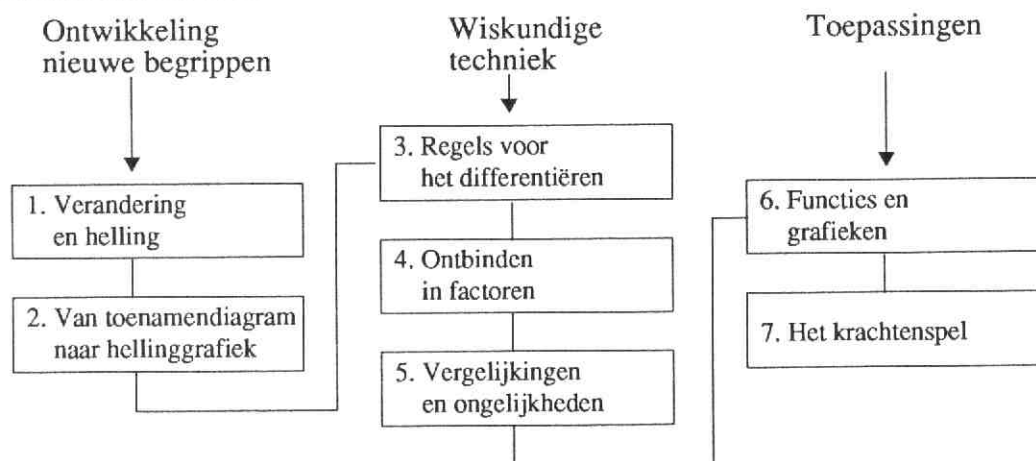 Ontwikkeling
nieuwe begrippen
1. Verandering
en helling
2. Van toenamendiagram
naar hellinggrafiek
Wiskundige
techniek
3. Regels voor
het differentiëren
4. Ontbinden
in factoren
5. Vergelijkingen
en ongelijkheden
Toepassingen
6. Functies en
grafieken
7. Het krachtenspel